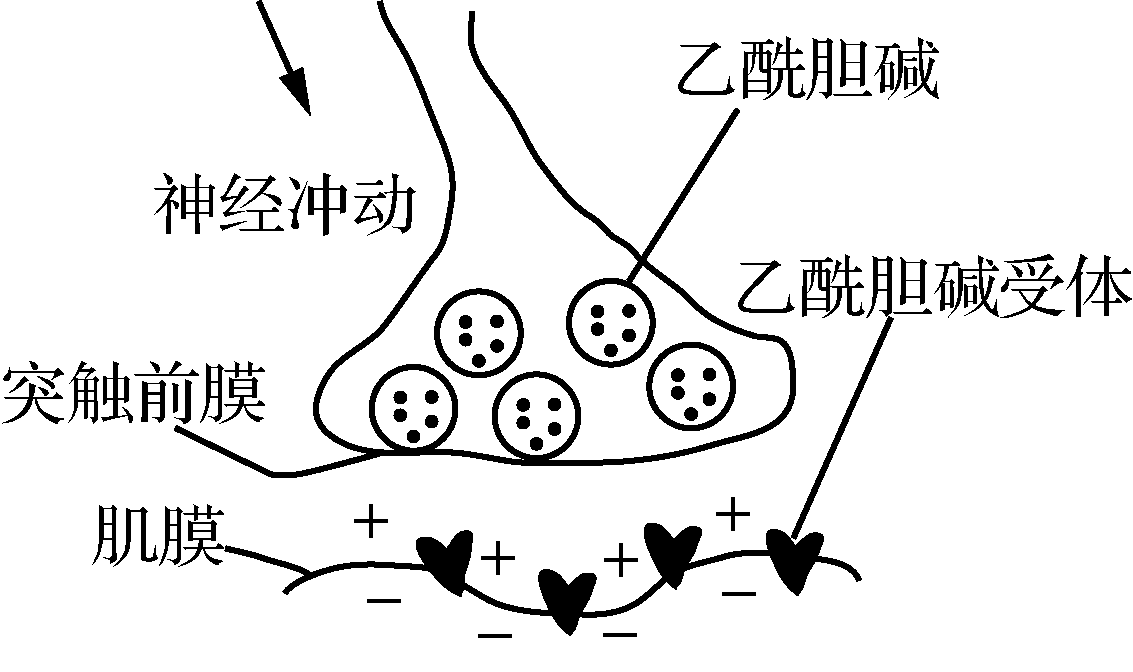 乙酰胆碱
神经冲动
乙酰胆碱受体
突触前膜
肌膜
+ + + +
− − − −